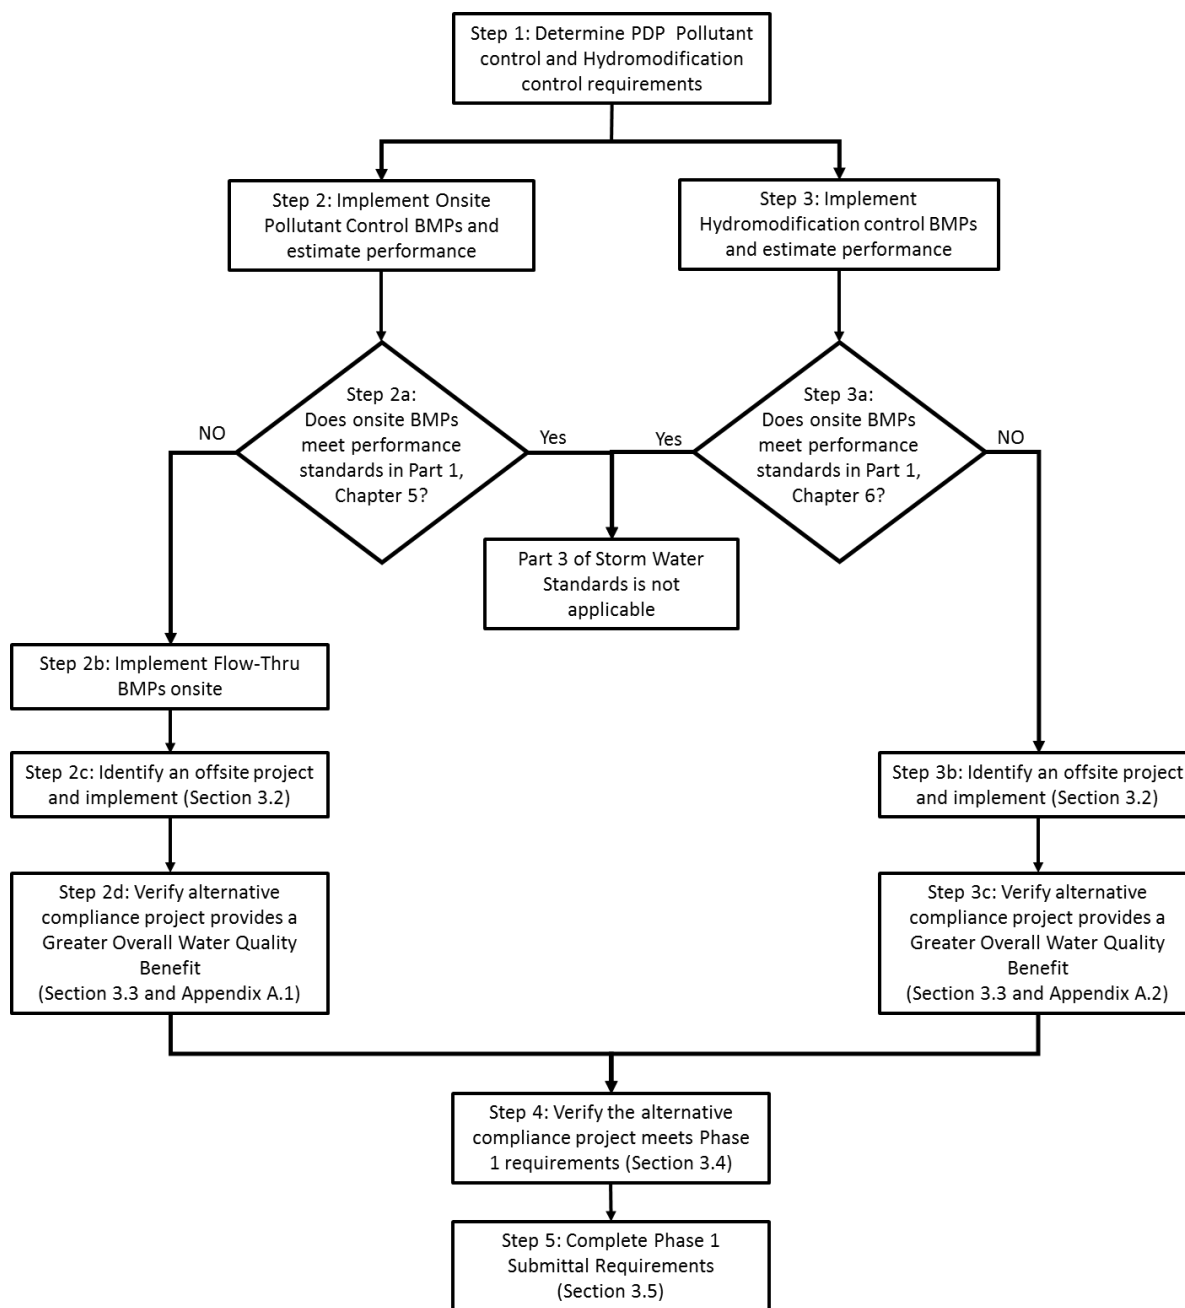 Step 1: Determine PDP  Pollutant
control and Hydromodification
control requirements
Step 2: Implement Onsite
Pollutant Control BMPs and
estimate performance
Step 3: Implement
Hydromodification control BMPs
and estimate performance
Step 2a:
Does onsite BMPs
meet performance
standards in Part 1,
Chapter 5?
NO
Yes
Step 3a:
Does onsite BMPs
meet performance
standards in Part 1,
Chapter 6?
Yes
NO
Part 3 of Storm Water
Standards is not
applicable
Step 2b: Implement Flow-Thru
BMPs onsite
Step 2c: Identify an offsite project
and implement (Section 3.2)
Step 3b: Identify an offsite project
and implement (Section 3.2)
Step 2d: Verify alternative
compliance project provides a
Greater Overall Water Quality
Benefit
(Section 3.3 and Appendix A.1)
Step 3c: Verify alternative
compliance project provides a
Greater Overall Water Quality
Benefit
(Section 3.3 and Appendix A.2)
Step 4: Verify the alternative
compliance project meets Phase
1 requirements (Section 3.4)
Step 5: Complete Phase 1
Submittal Requirements
(Section 3.5)